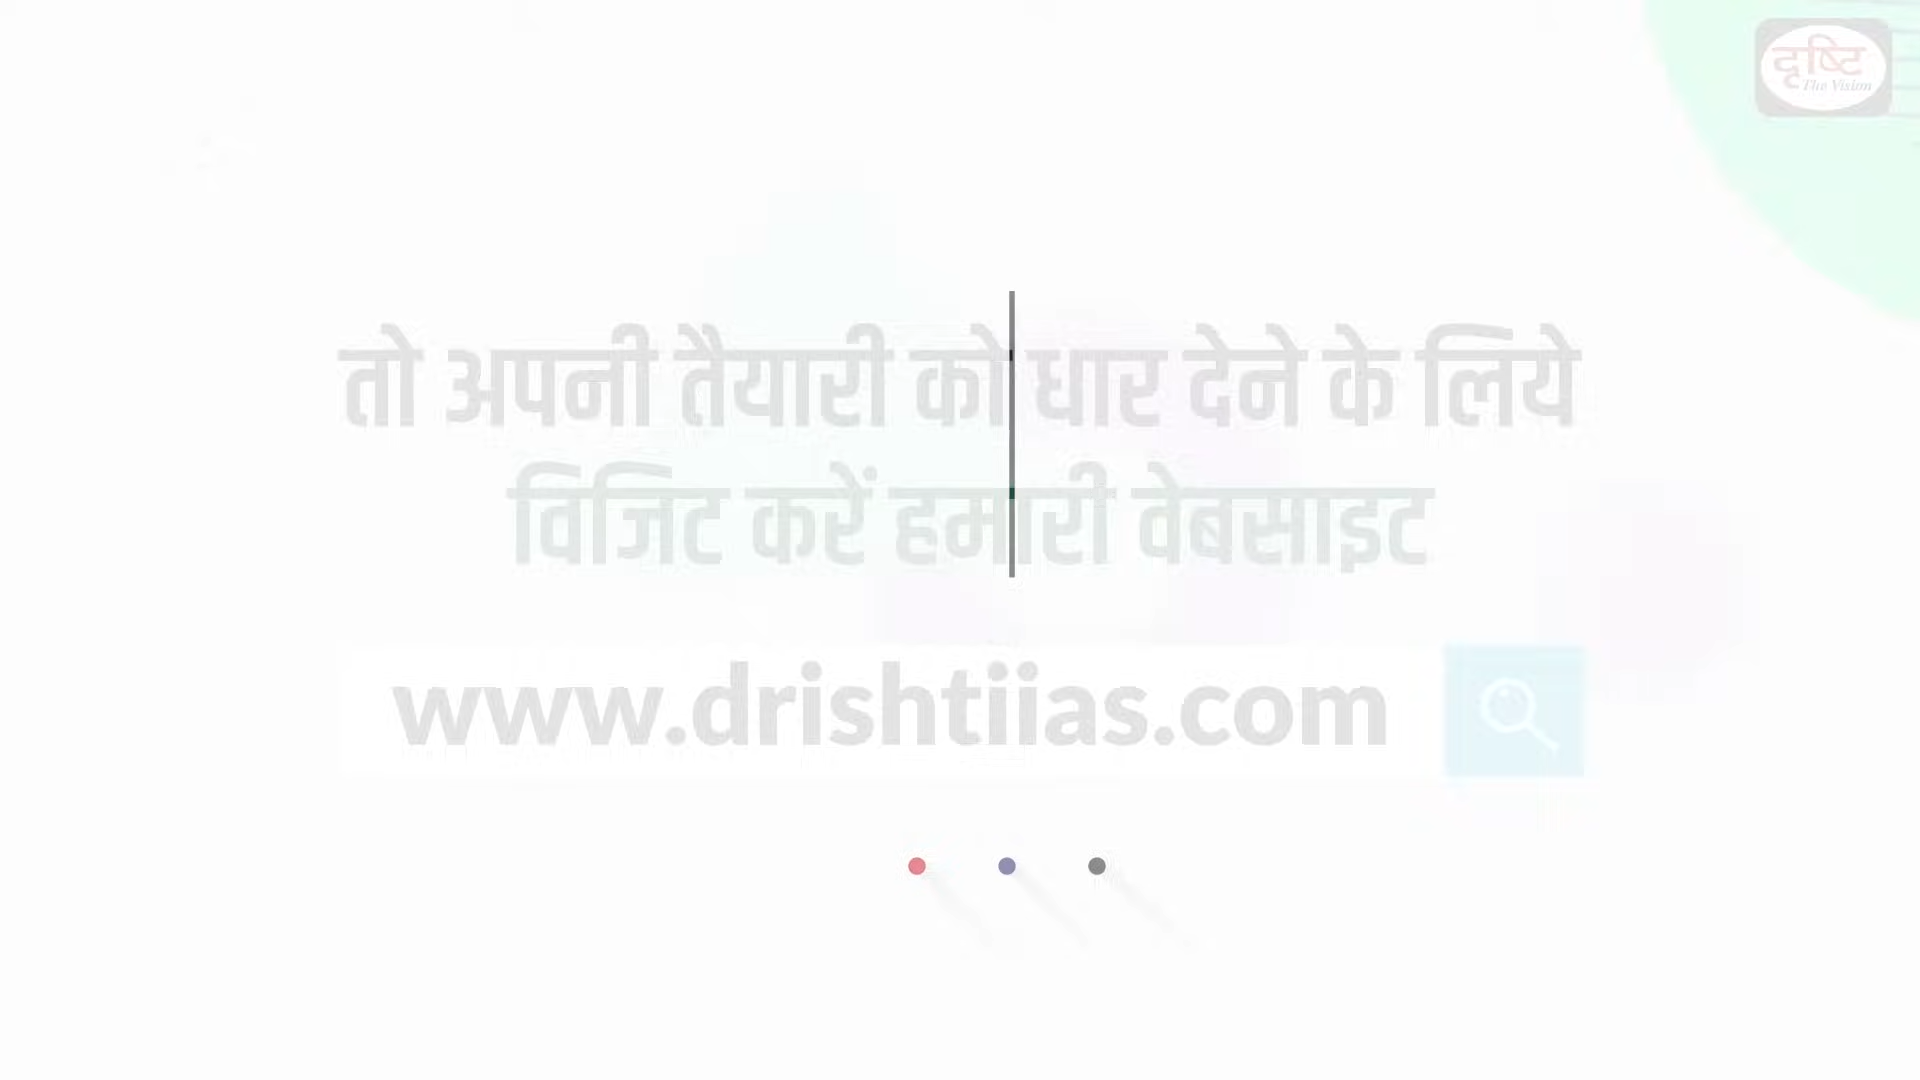 दृष्टि
The Vision
तो अपनी तैयारी को धार देने के लिये
विजिट करें हमारी वेबसाइट
www.drishtiias.com